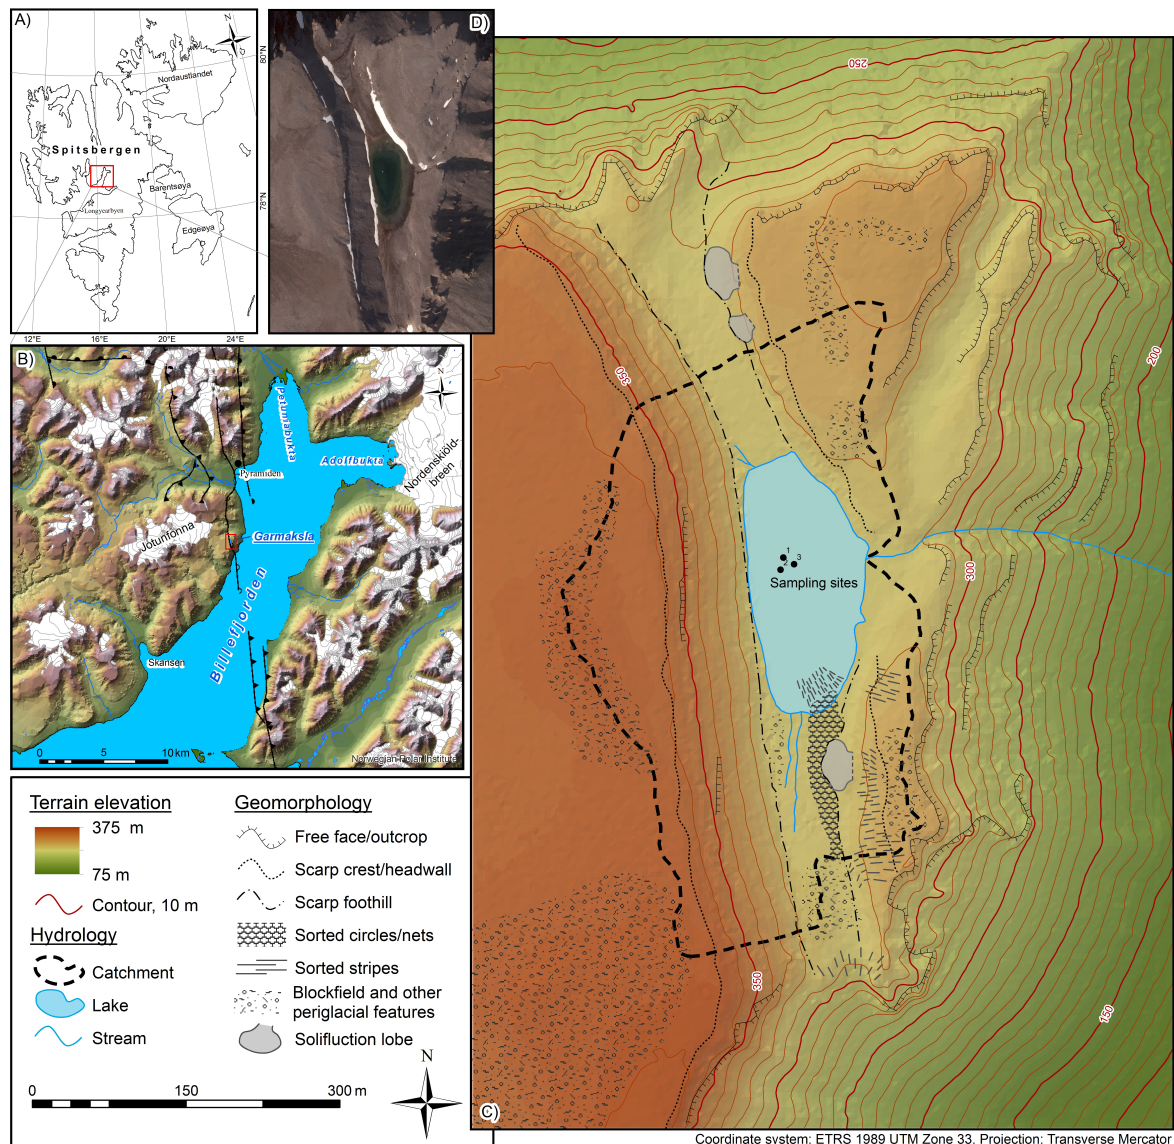 A)
N
80°N
78°N
Nordaustlandet
Spitsbergen
Barentsøya
Longyearbyen
Edgeøya
12°E
16°E
20°E
24°E
D)
B)
N
Petuniabukta
Adolfbukta
Pyramiden
Nordenskiöld-
breen
Jotunfonna
Garmaksla
Billefjorden
Skansen
0 5 10 km
Norwegian Polar Institute
Terrain elevation
375 m
75 m
Contour, 10 m
Hydrology
Catchment
Lake
Stream
Geomorphology
Free face/outcrop
Scarp crest/headwall
Scarp foothill
Sorted circles/nets
Sorted stripes
Blockfield and other
periglacial features
Solifluction lobe
0 150 300 m
N
C)
250
200
350
300
1
2
3
Sampling sites
350
150
Coordinate system: ETRS 1989 UTM Zone 33. Projection: Transverse Mercator